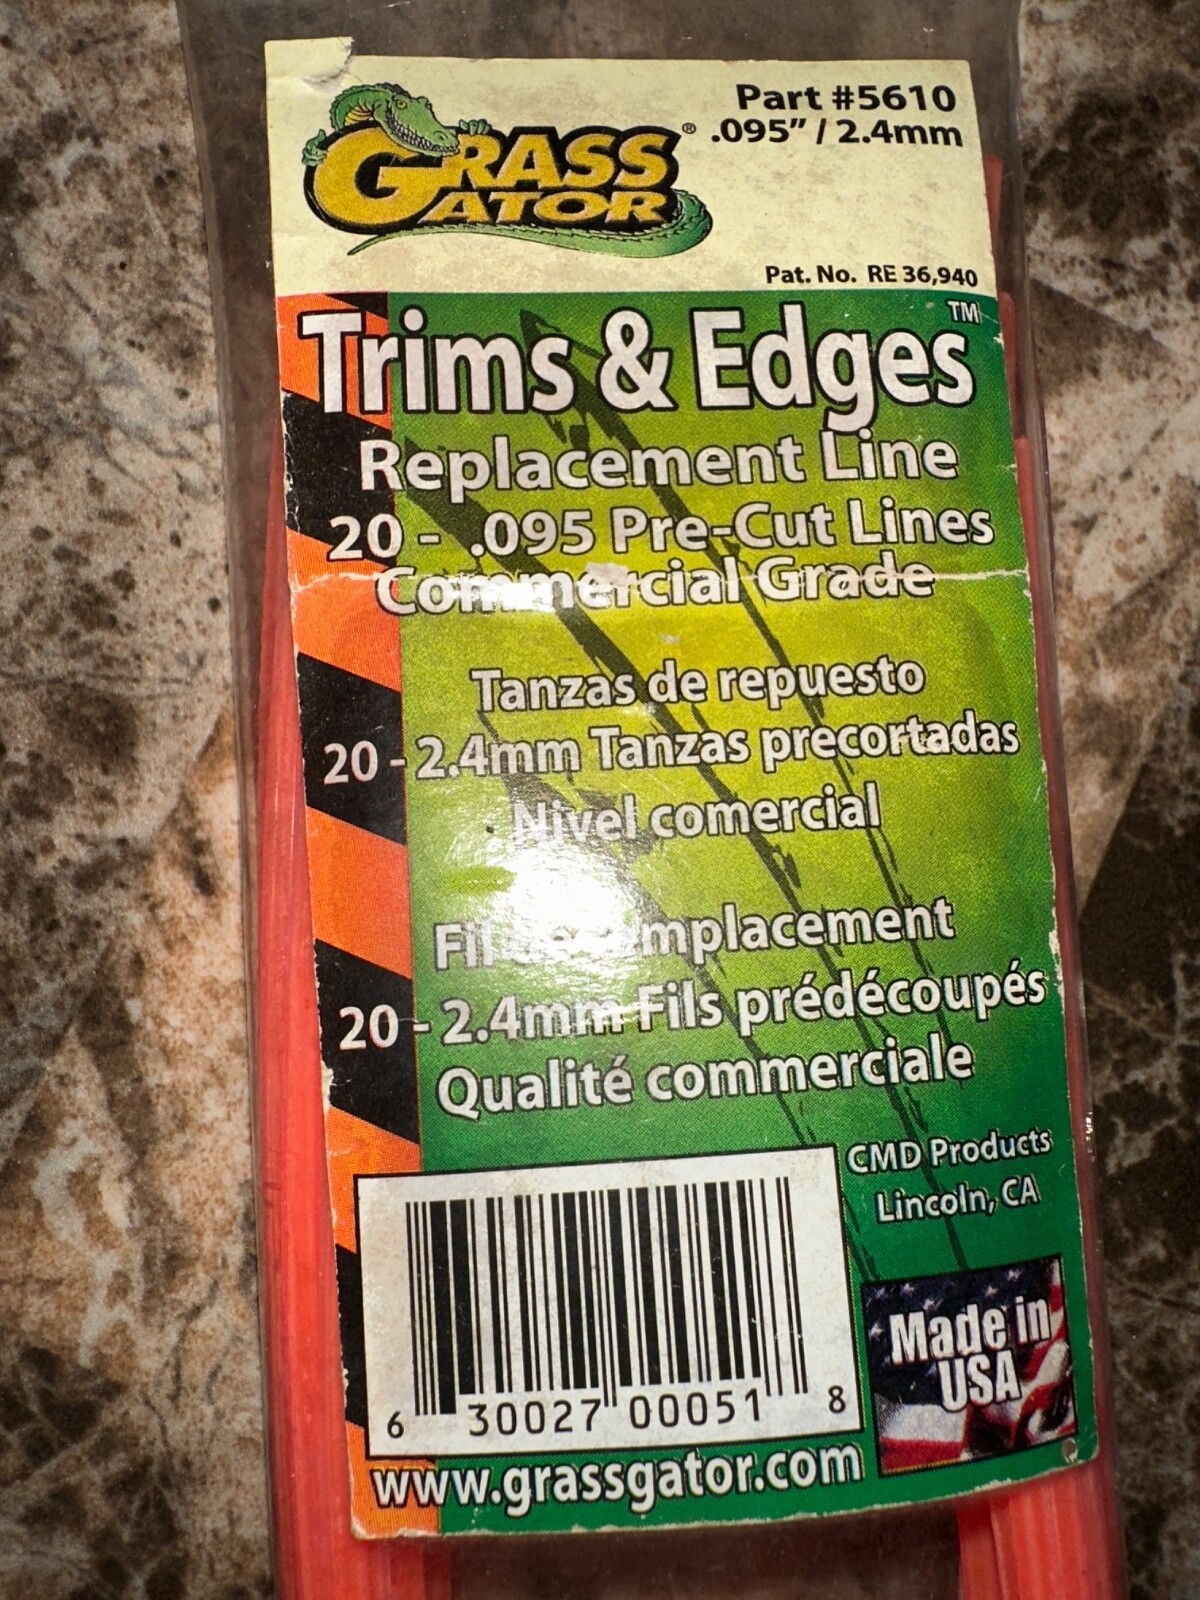 GRASS GATOR®
Part #5610
.095” / 2.4mm
Pat. No. RE 36,940
Trims & Edges™
Replacement Line
20 - .095 Pre-Cut Lines
Commercial Grade
Tanzas de repuesto
20 - 2.4mm Tanzas precortadas
Nivel comercial
Fil mplacement
20 - 2.4mm Fils prédécoupés
Qualité commerciale
CMD Products
Lincoln, CA
Made in
USA
6 30027 00051 8
www.grassgator.com